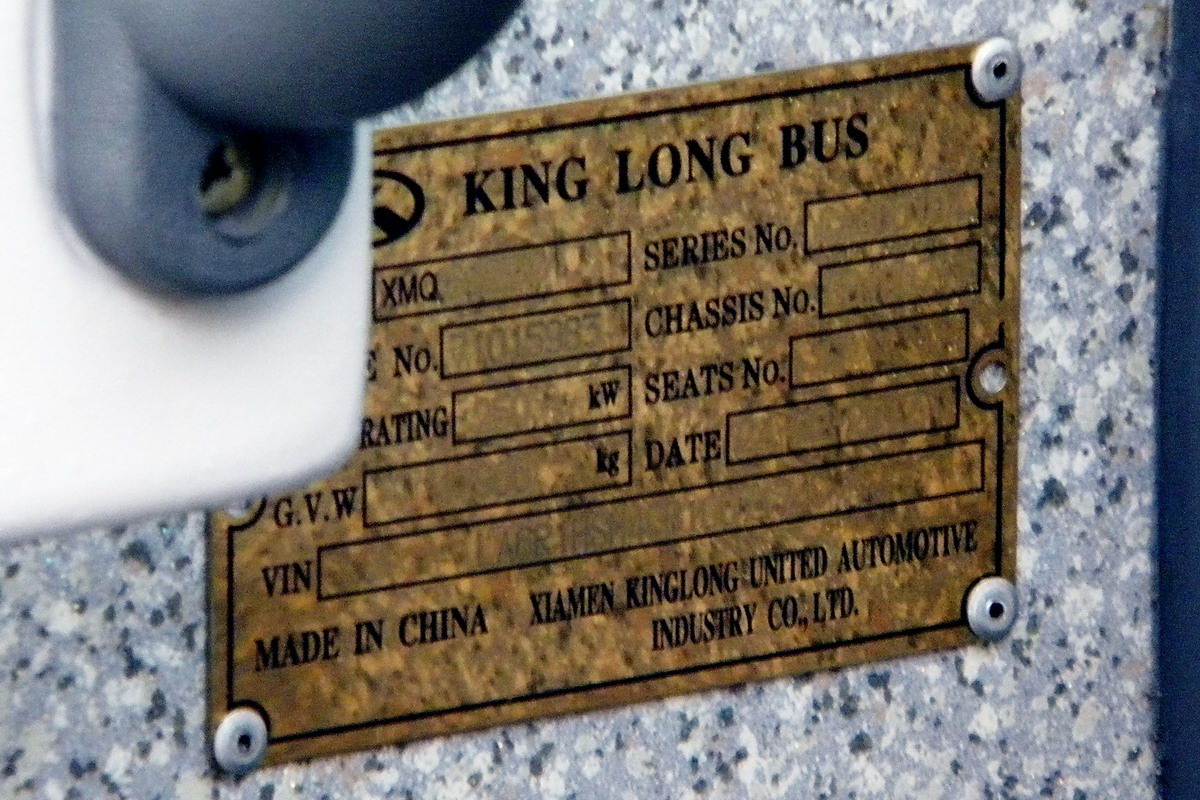 KING LONG BUS
XMQ
SERIES No.
No.
CHASSIS No.
RATING kW
SEATS No.
G.V.W kg
DATE
VIN
MADE IN CHINA XIAMEN KINGLONG UNITED AUTOMOTIVE
INDUSTRY CO., LTD.